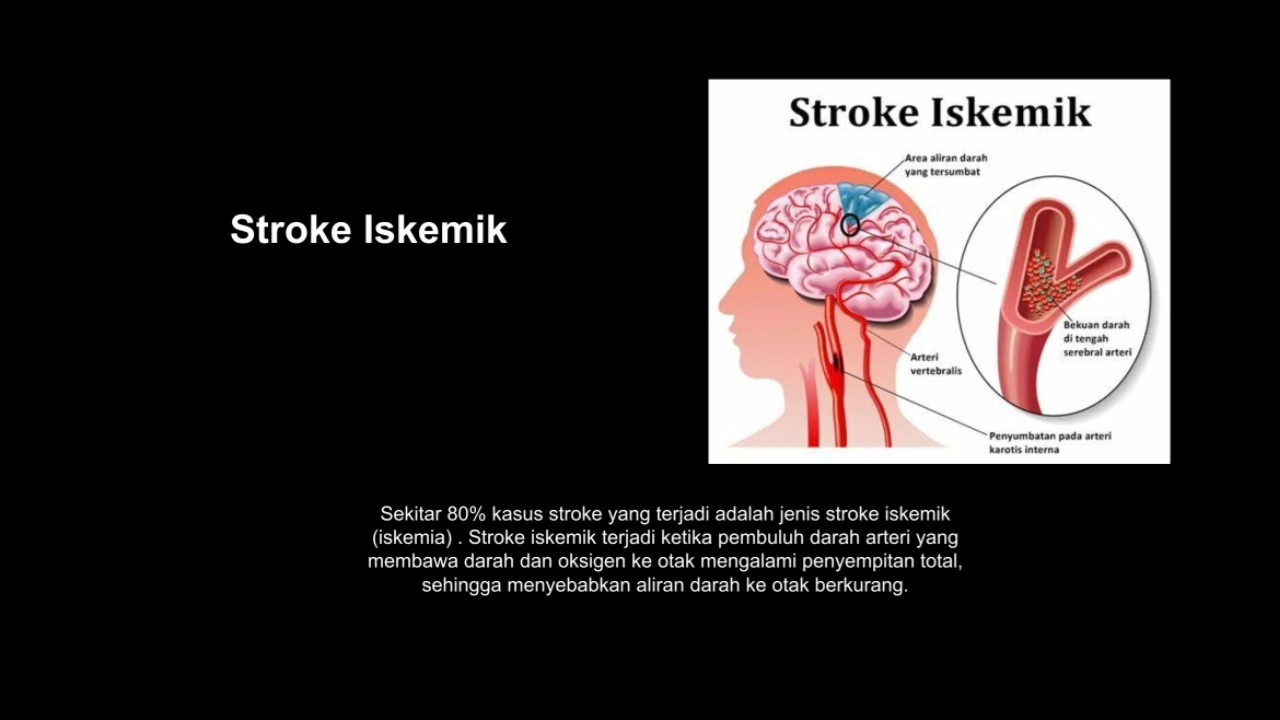 Stroke Iskemik
Stroke Iskemik
Area aliran darah
yang tersumbat
Bekuan darah
di tengah
serebral arteri
Arteri
vertebralis
Penyumbatan pada arteri
karotis interna
Sekitar 80% kasus stroke yang terjadi adalah jenis stroke iskemik
(iskemia) . Stroke iskemik terjadi ketika pembuluh darah arteri yang
membawa darah dan oksigen ke otak mengalami penyempitan total,
sehingga menyebabkan aliran darah ke otak berkurang.